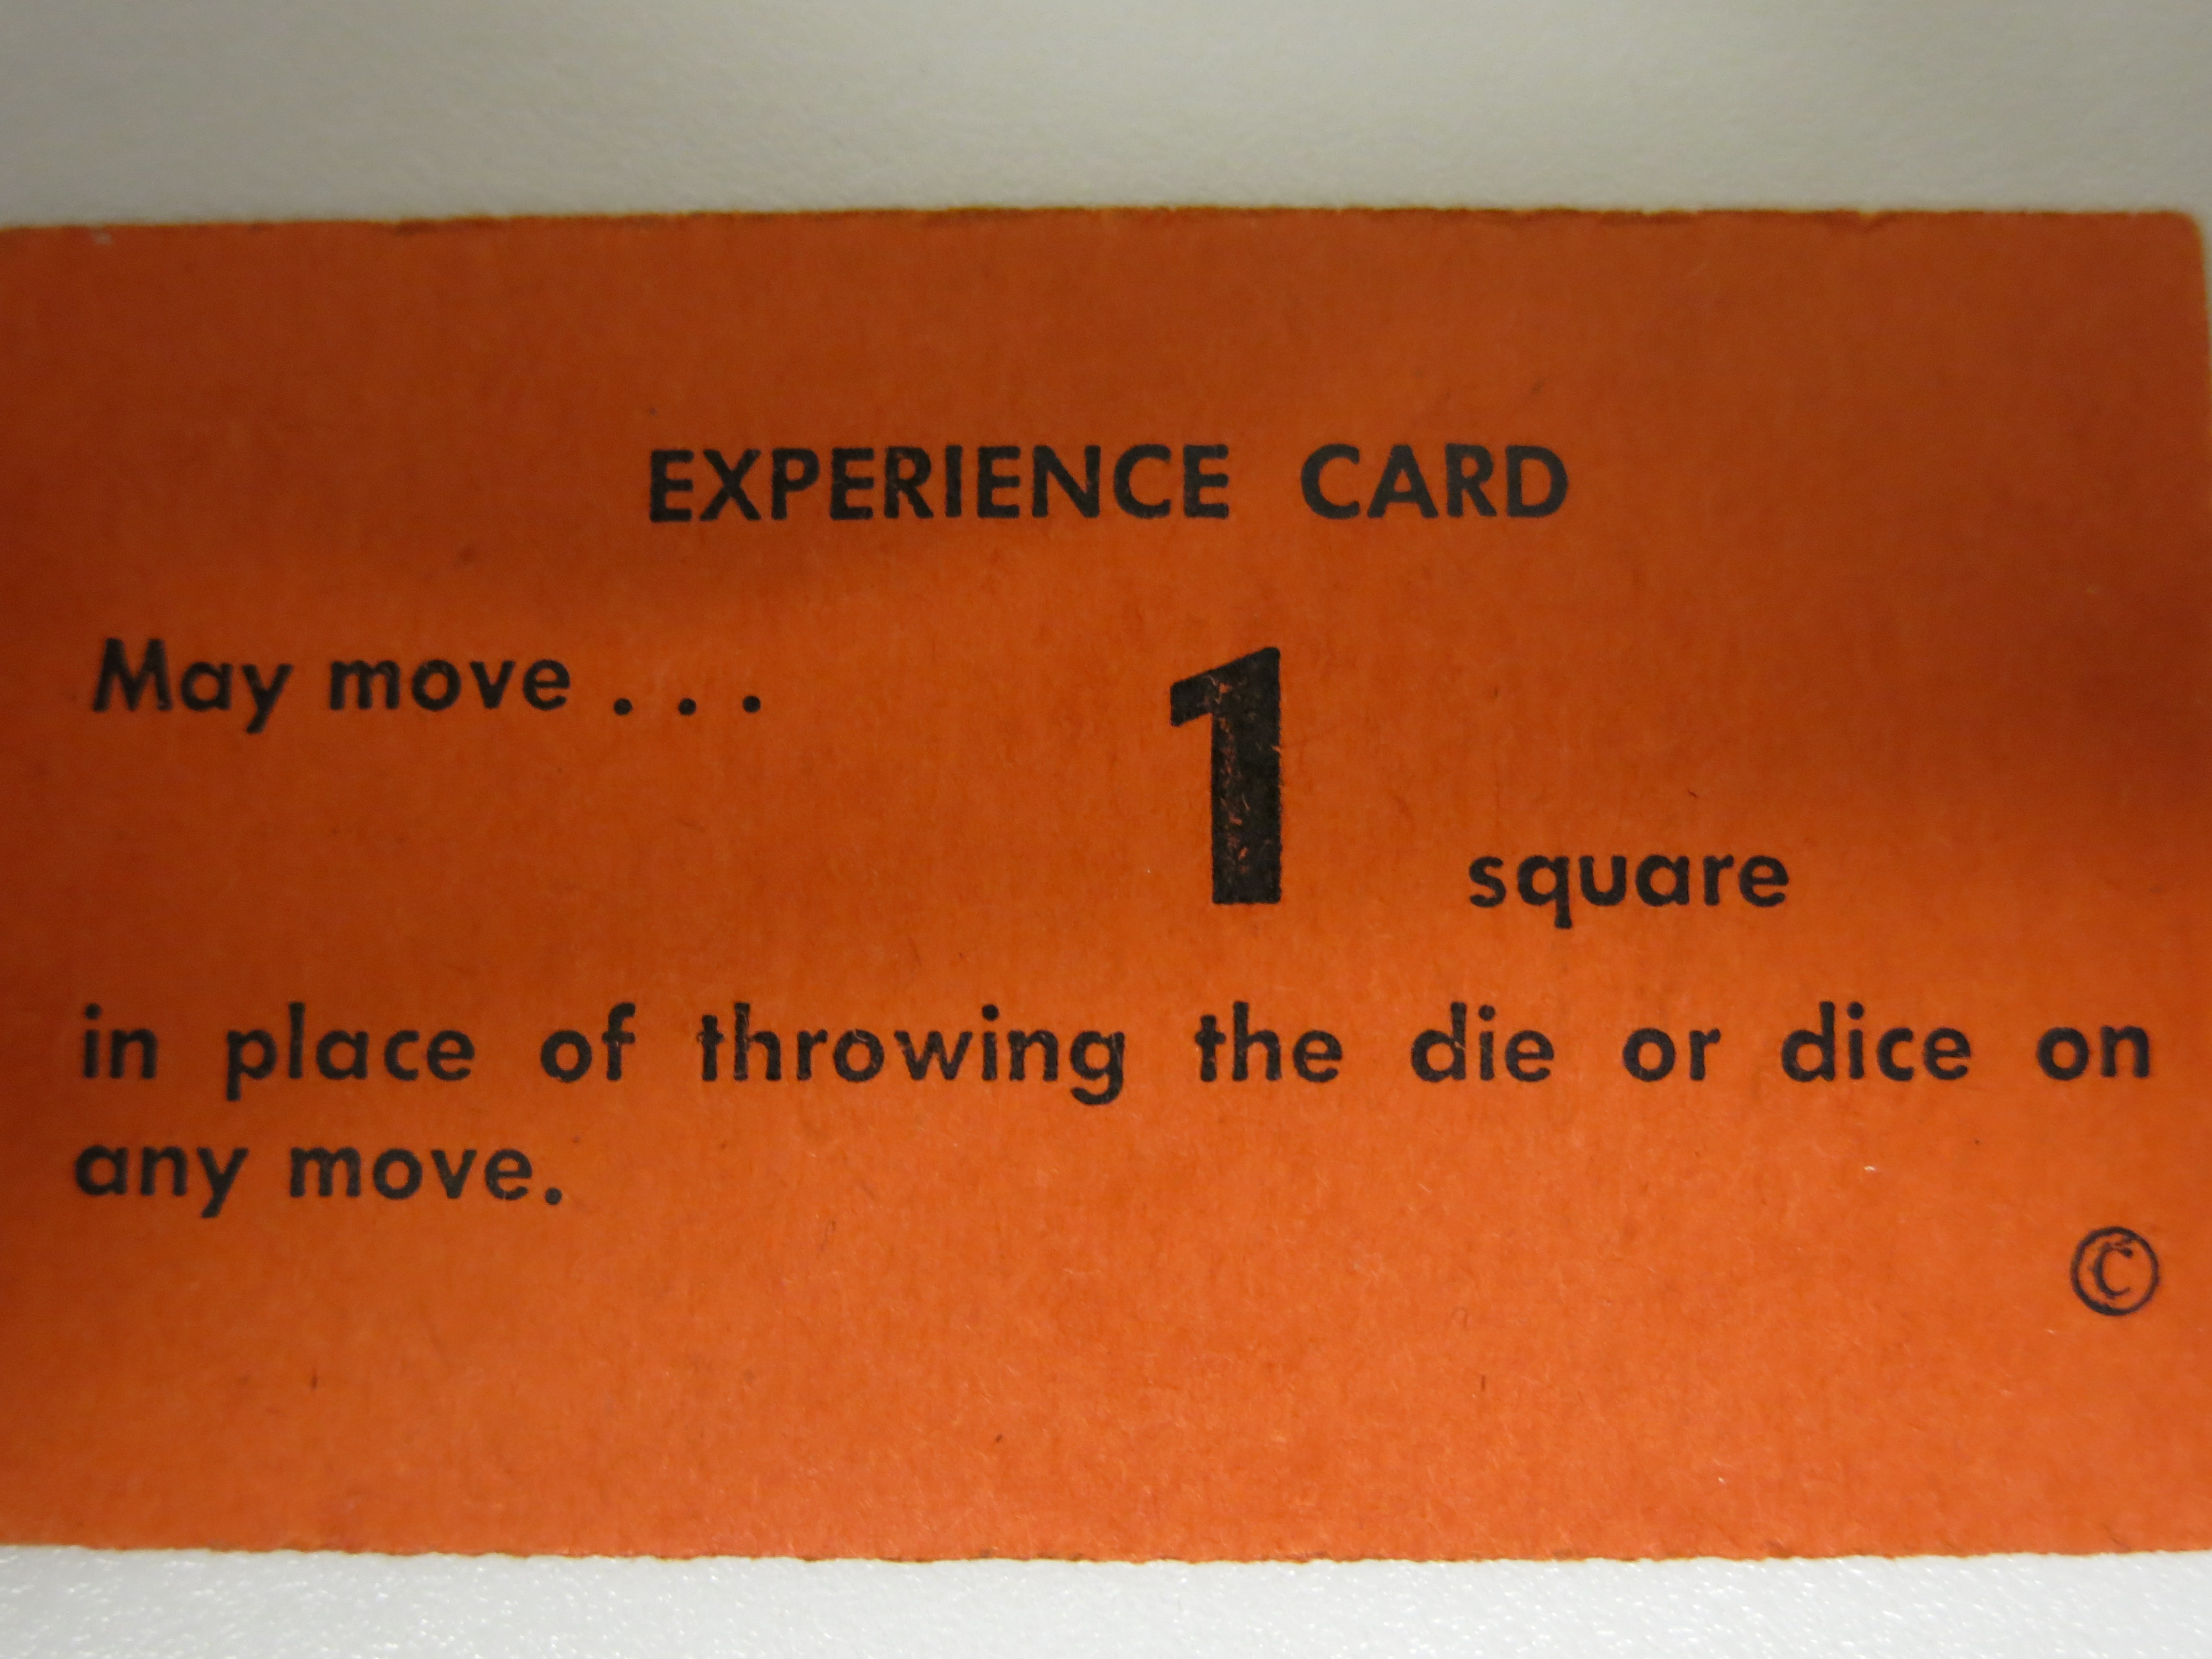 EXPERIENCE CARD
May move . . . 1 square
in place of throwing the die or dice on
any move.
©